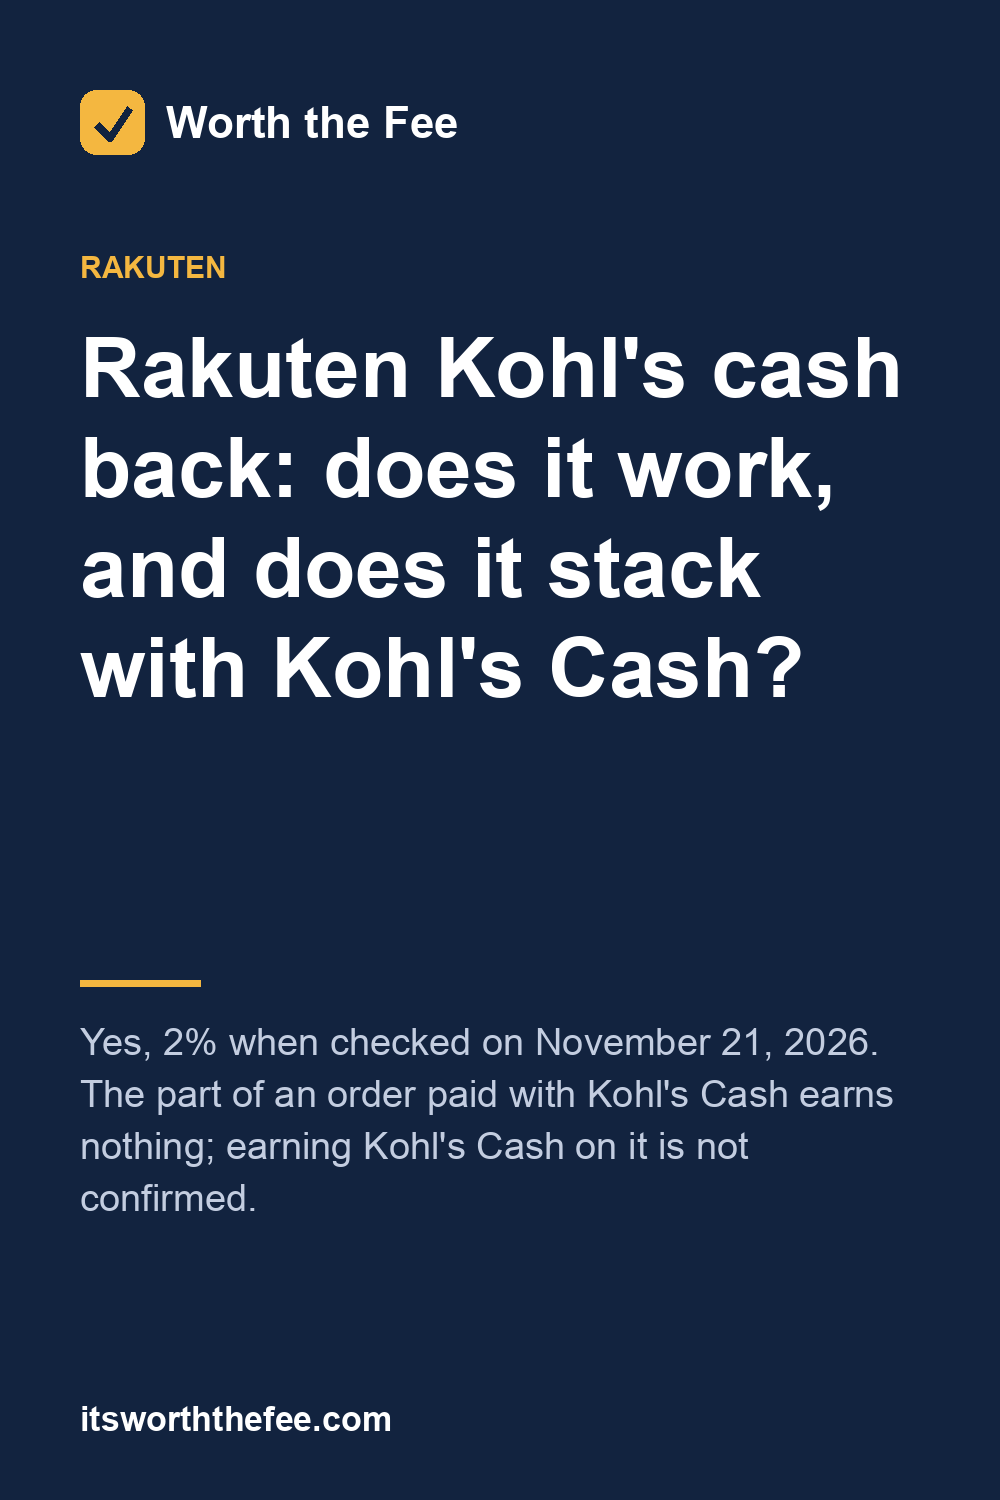 Worth the Fee
RAKUTEN
Rakuten Kohl's cash
back: does it work,
and does it stack
with Kohl's Cash?
Yes, 2% when checked on November 21, 2026.
The part of an order paid with Kohl's Cash earns
nothing; earning Kohl's Cash on it is not
confirmed.
itsworththefee.com